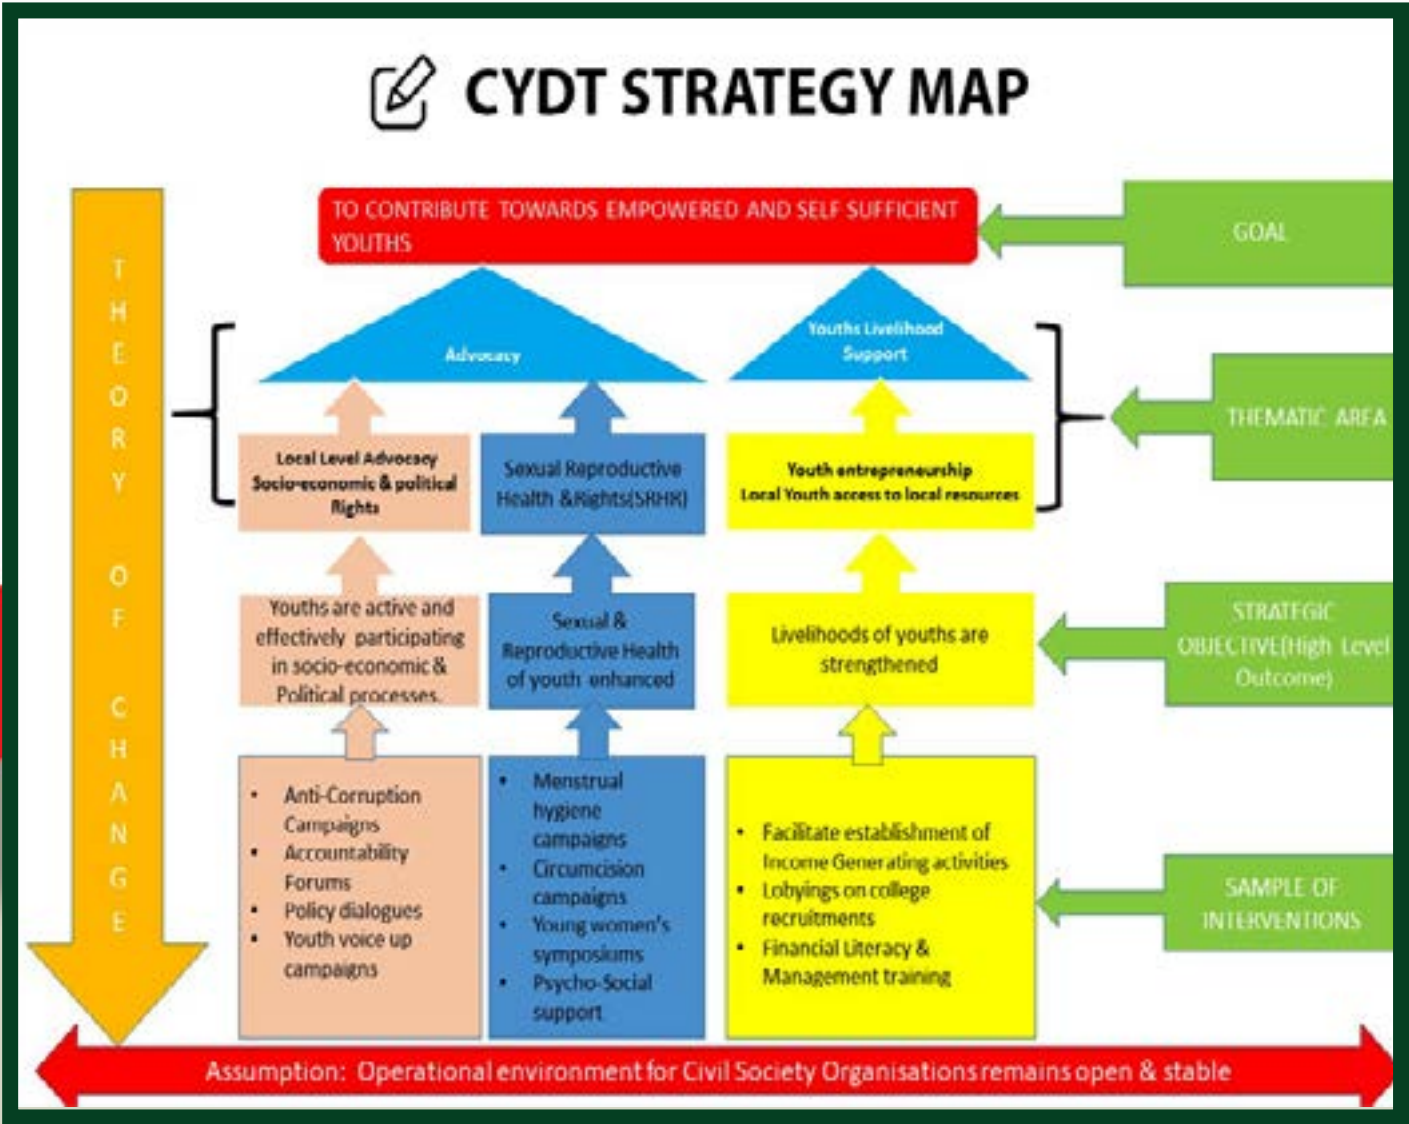 CYDT STRATEGY MAP
TO CONTRIBUTE TOWARDS EMPOWERED AND SELF SUFFICIENT
YOUTHS
GOAL
THEORY OF CHANGE
Advocacy
Youths Livelihood
Support
THEMATIC AREA
Local Level Advocacy
Socio-economic & political
Rights
Sexual Reproductive
Health &Rights(SRHR)
Youth entrepreneurship
Local Youth access to local resources
Youths are active and
effectively participating
in socio-economic &
Political processes.
Sexual &
Reproductive Health
of youth enhanced
Livelihoods of youths are
strengthened
STRATEGIC
OBJECTIVE(High Level
Outcome)
• Anti-Corruption
Campaigns
• Accountability
Forums
• Policy dialogues
• Youth voice up
campaigns
• Menstrual
hygiene
campaigns
• Circumcision
campaigns
• Young women's
symposiums
• Psycho-Social
support
• Facilitate establishment of
Income Generating activities
• Lobyings on college
recruitments
• Financial Literacy &
Management training
SAMPLE OF
INTERVENTIONS
Assumption: Operational environment for Civil Society Organisations remains open & stable